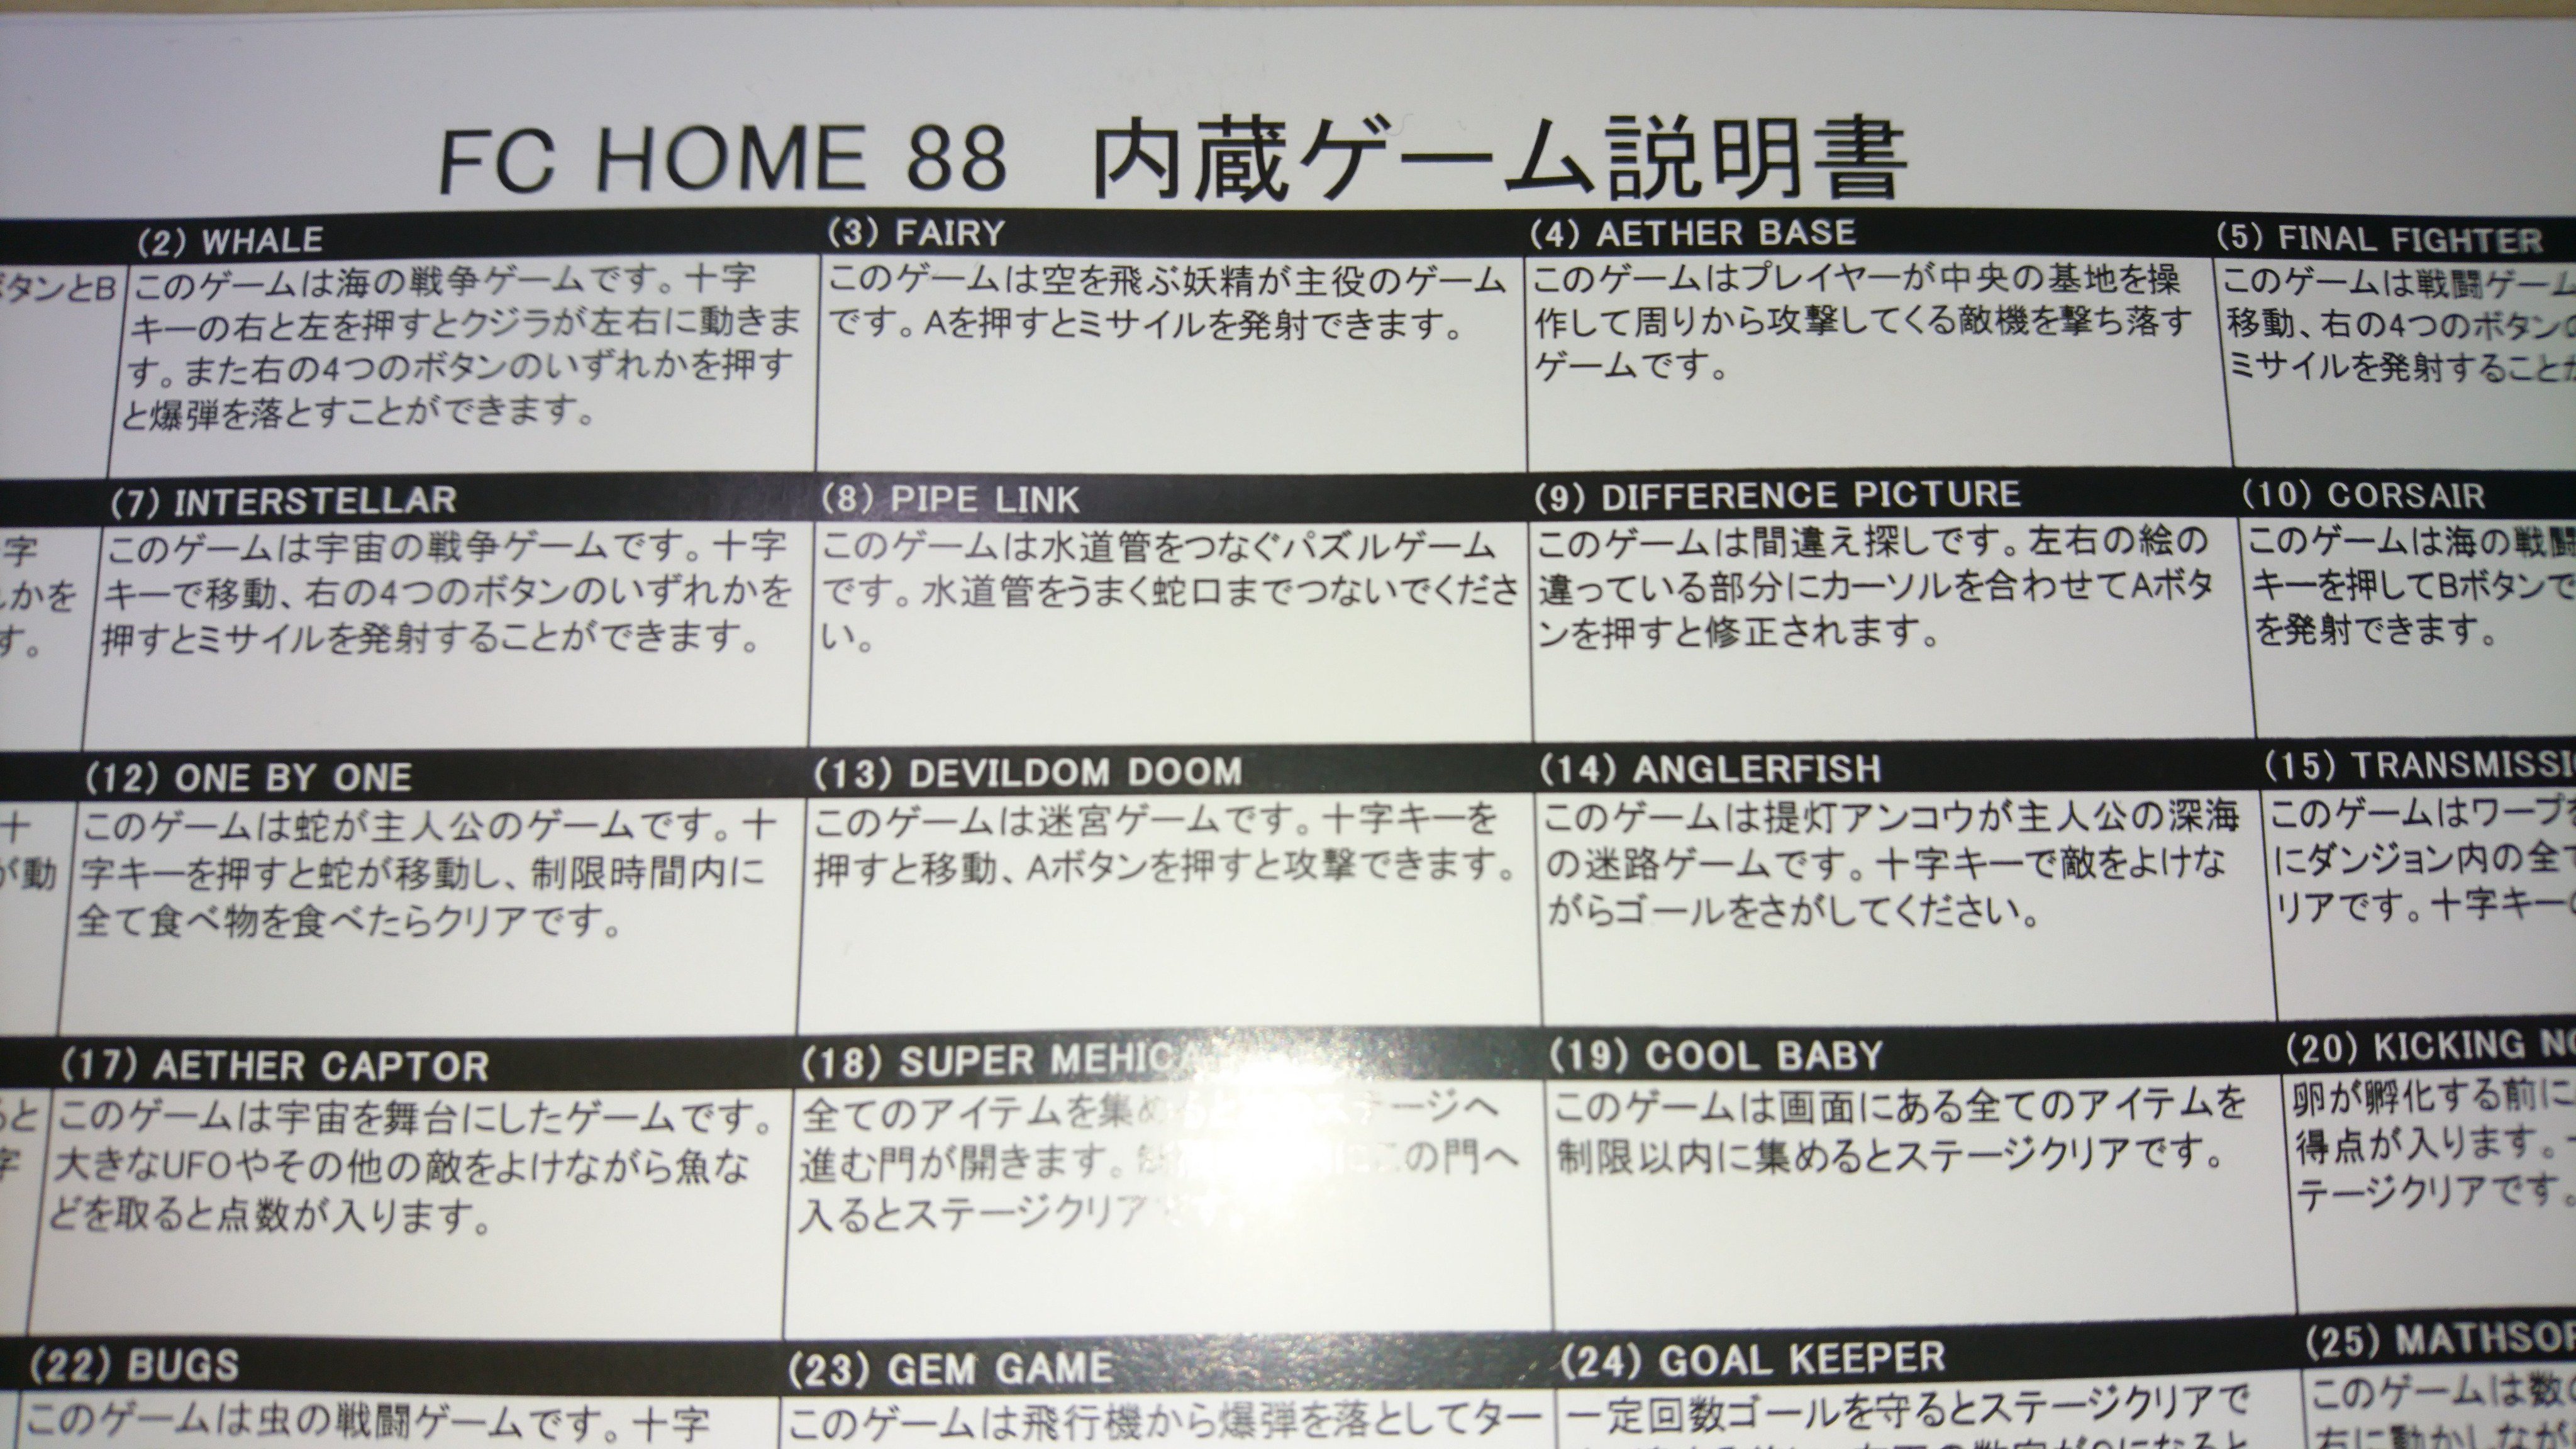 FC HOME 88 内蔵ゲーム説明書
(2) WHALE
このゲームは海の戦争ゲームです。十字
キーの右と左を押すとクジラが左右に動きま
す。また右の4つのボタンのいずれかを押す
と爆弾を落とすことができます。
(3) FAIRY
このゲームは空を飛ぶ妖精が主役のゲーム
です。Aを押すとミサイルを発射できます。
(4) AETHER BASE
このゲームはプレイヤーが中央の基地を操
作して周りから攻撃してくる敵機を撃ち落す
ゲームです。
(5) FINAL FIGHTER
このゲームは戦闘ゲーム
移動、右の4つのボタンの
ミサイルを発射することが
タンとB
(7) INTERSTELLAR
このゲームは宇宙の戦争ゲームです。十字
キーで移動、右の4つのボタンのいずれかを
押すとミサイルを発射することができます。
(8) PIPE LINK
このゲームは水道管をつなぐパズルゲーム
です。水道管をうまく蛇口までつないでくださ
い。
(9) DIFFERENCE PICTURE
このゲームは間違え探しです。左右の絵の
違っている部分にカーソルを合わせてAボタ
ンを押すと修正されます。
(10) CORSAIR
このゲームは海の戦闘
キーを押してBボタンで
を発射できます。
字
かを
す。
(12) ONE BY ONE
このゲームは蛇が主人公のゲームです。十
字キーを押すと蛇が移動し、制限時間内に
全て食べ物を食べたらクリアです。
(13) DEVILDOM DOOM
このゲームは迷宮ゲームです。十字キーを
押すと移動、Aボタンを押すと攻撃できます。
(14) ANGLERFISH
このゲームは提灯アンコウが主人公の深海
の迷路ゲームです。十字キーで敵をよけな
がらゴールをさがしてください。
(15) TRANSMISSI
このゲームはワープ
にダンジョン内の全て
リアです。十字キーの
十
が動
(17) AETHER CAPTOR
このゲームは宇宙を舞台にしたゲームです。
大きなUFOやその他の敵をよけながら魚な
どを取ると点数が入ります。
(18) SUPER MEHICA
全てのアイテムを集め ージへ
進む門が開きます。 の門へ
入るとステージクリア
(19) COOL BABY
このゲームは画面にある全てのアイテムを
制限以内に集めるとステージクリアです。
(20) KICKING
卵が孵化する前に
得点が入ります。
テージクリアです。
と
字
(22) BUGS
このゲームは虫の戦闘ゲームです。十字
(23) GEM GAME
このゲームは飛行機から爆弾を落としてター
(24) GOAL KEEPER
一定回数ゴールを守るとステージクリアで
(25) MATHSOR
このゲームは数の
右に動かしなが